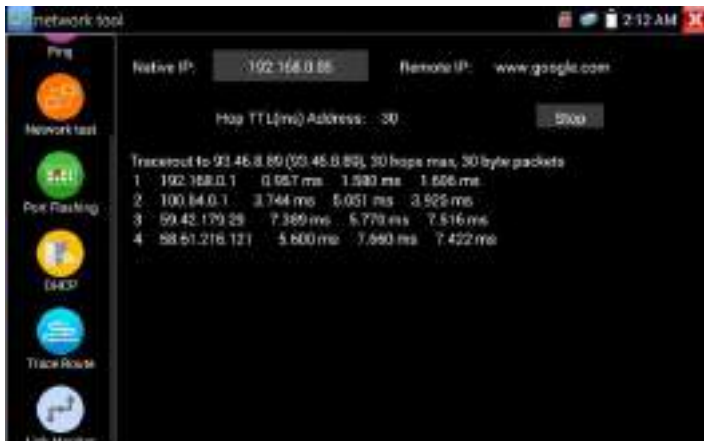 network tool
2:12 AM
Ping
Native IP: 192.168.0.86 Remote IP: www.google.com
Network test
Hop TTL(ms) Address: 30 Stop
Tracerout to 93.46.8.89 (93.46.8.89), 30 hops max, 30 byte packets
1 192.168.0.1 0.957 ms 1.580 ms 1.606 ms
Port Flashing
2 100.64.0.1 3.744 ms 5.051 ms 3.925 ms
3 59.42.179.29 7.389 ms 5.770 ms 7.516 ms
4 58.61.216.121 5.600 ms 7.660 ms 7.422 ms
DHCP
Trace Route
Link Monitor